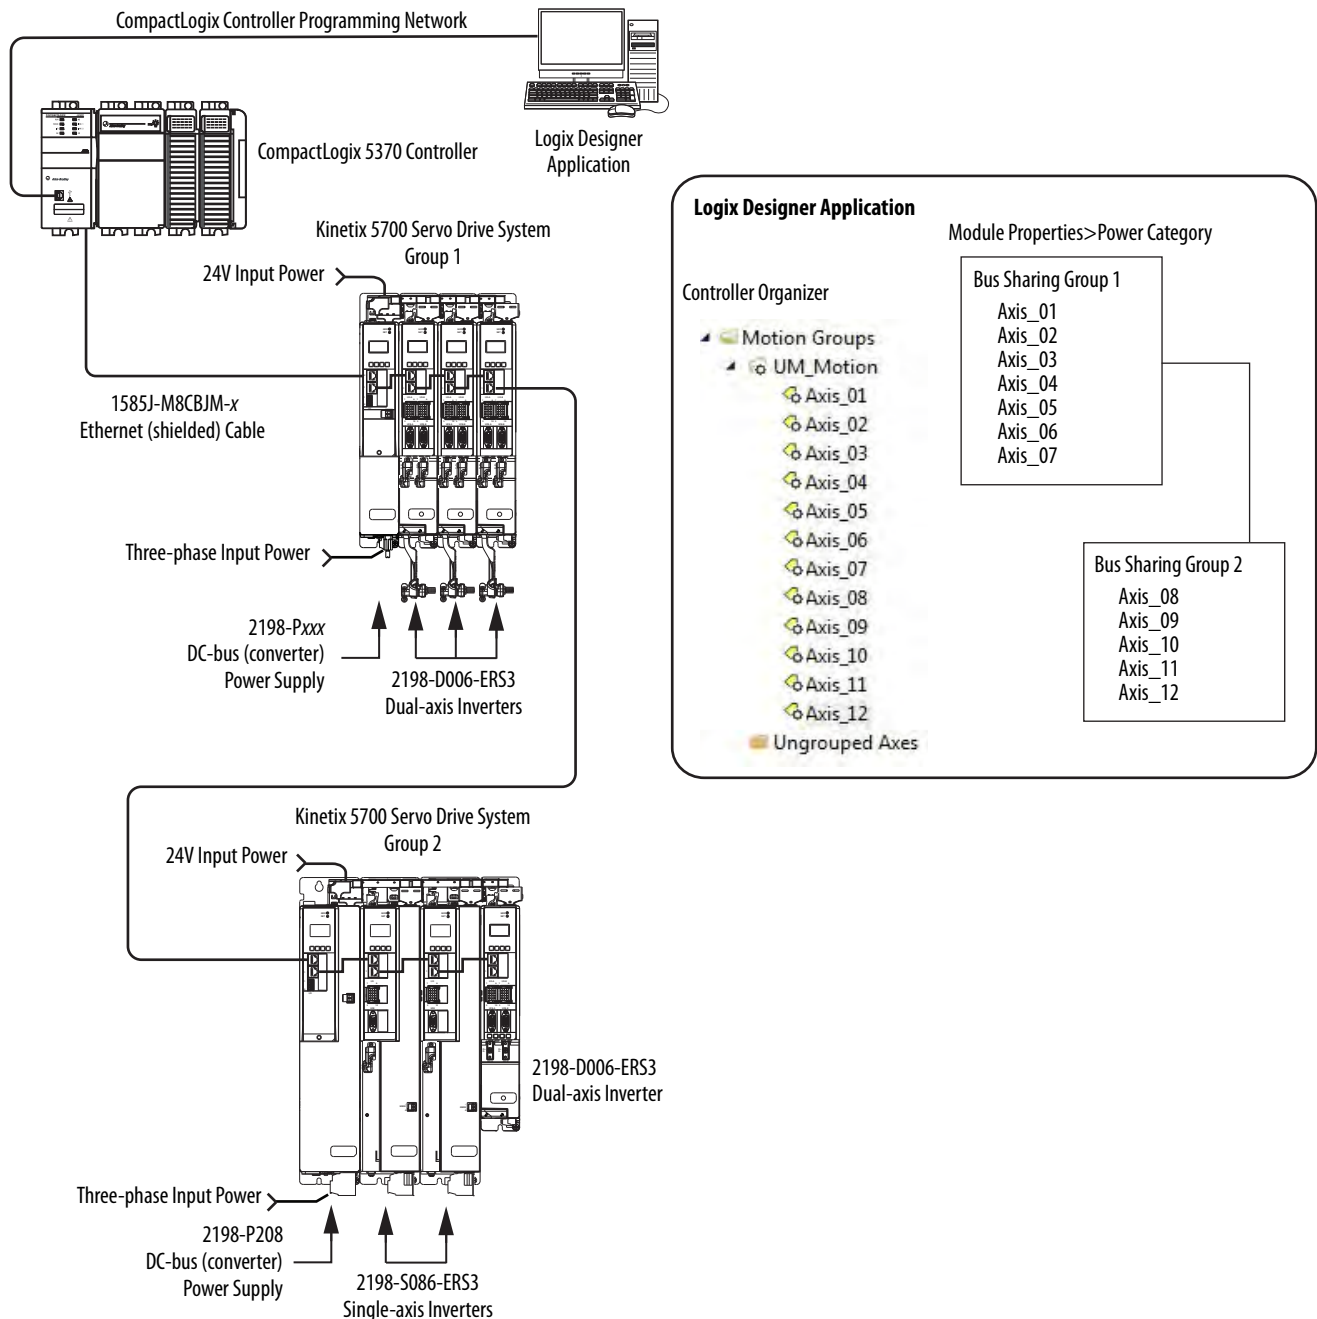 CompactLogix Controller Programming Network
Logix Designer
Application
CompactLogix 5370 Controller
Kinetix 5700 Servo Drive System
Group 1
24V Input Power
1585J-M8CBJM-x
Ethernet (shielded) Cable
Three-phase Input Power
2198-Pxxx
DC-bus (converter)
Power Supply
2198-D006-ERS3
Dual-axis Inverters
Kinetix 5700 Servo Drive System
Group 2
24V Input Power
2198-D006-ERS3
Dual-axis Inverter
Three-phase Input Power
2198-P208
DC-bus (converter)
Power Supply
2198-S086-ERS3
Single-axis Inverters
Logix Designer Application
Module Properties>Power Category
Controller Organizer
Motion Groups
UM_Motion
Axis_01
Axis_02
Axis_03
Axis_04
Axis_05
Axis_06
Axis_07
Axis_08
Axis_09
Axis_10
Axis_11
Axis_12
Ungrouped Axes
Bus Sharing Group 1
Axis_01
Axis_02
Axis_03
Axis_04
Axis_05
Axis_06
Axis_07
Bus Sharing Group 2
Axis_08
Axis_09
Axis_10
Axis_11
Axis_12